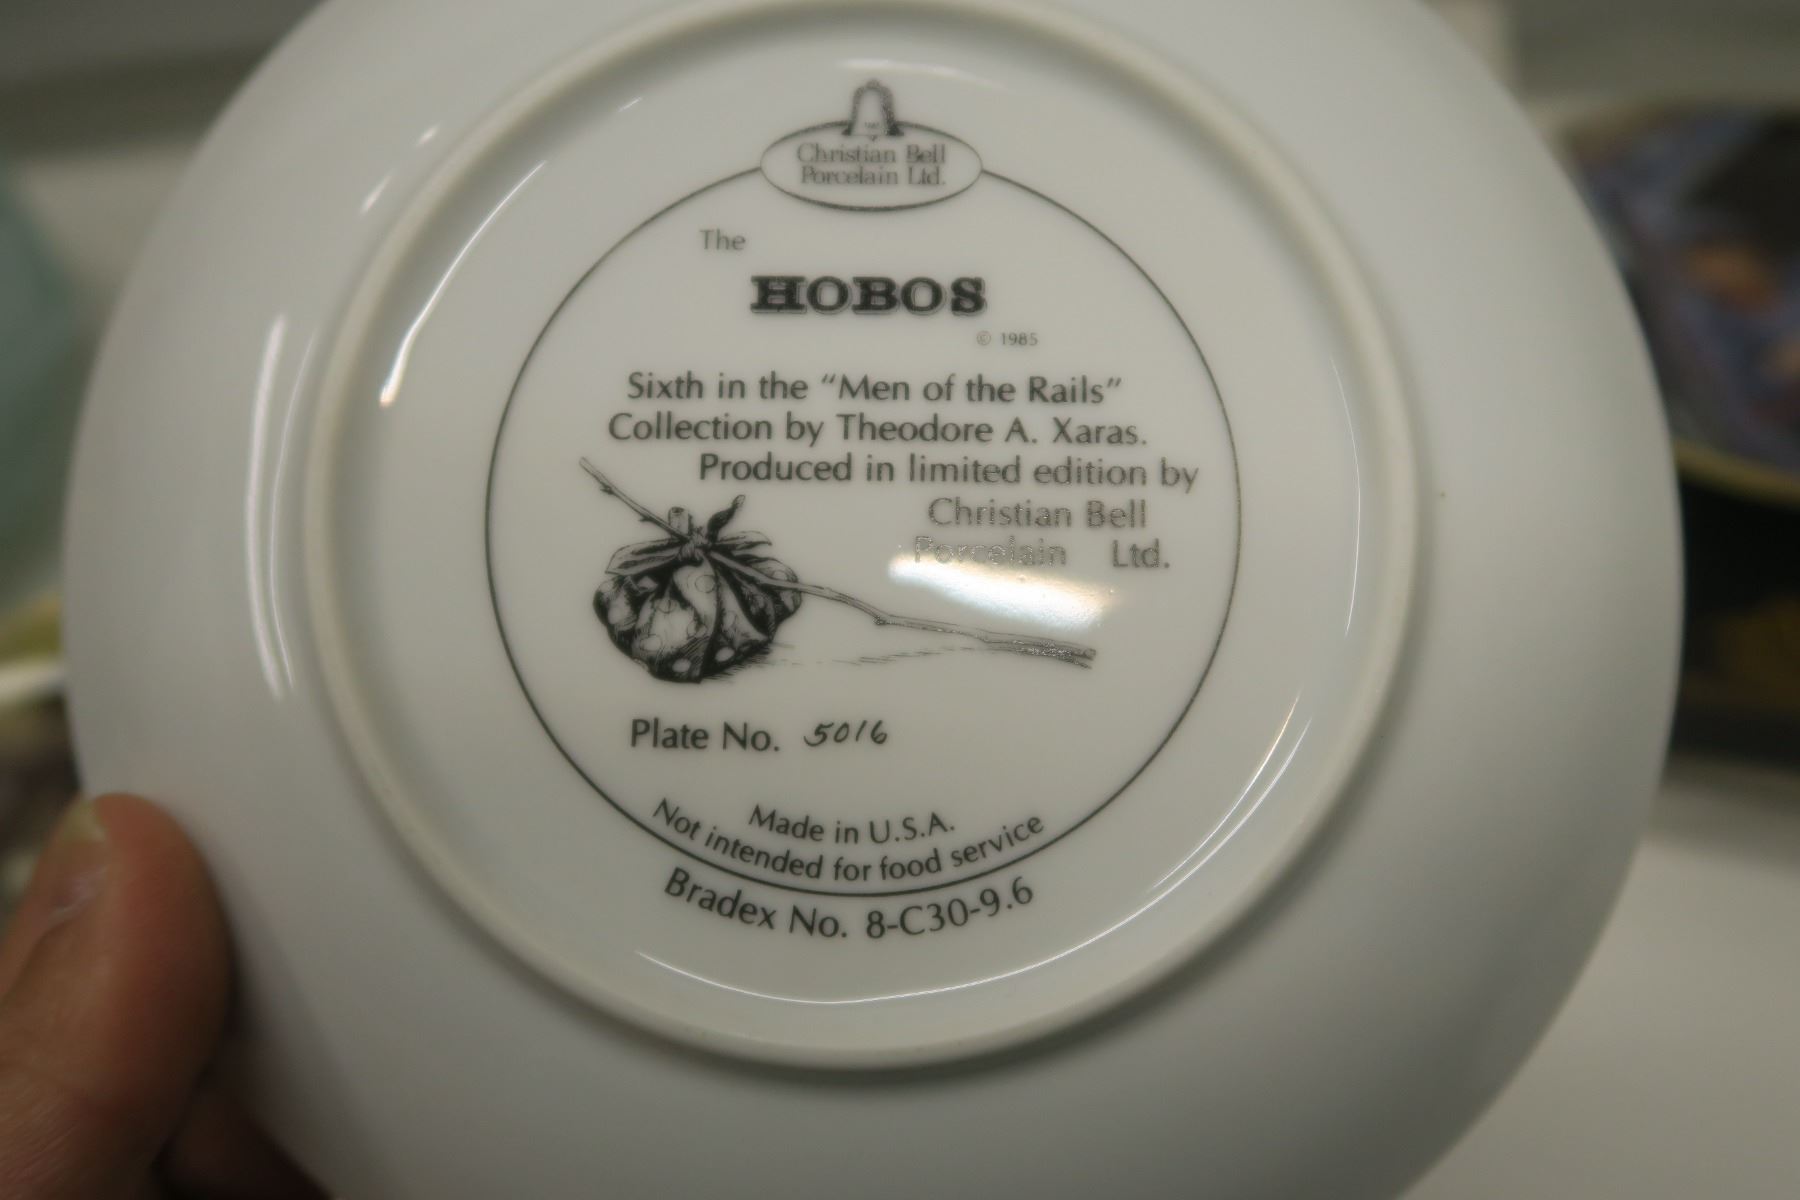 Christian Bell
Porcelain Ltd.
The
HOBOS
© 1985
Sixth in the “Men of the Rails”
Collection by Theodore A. Xaras.
Produced in limited edition by
Christian Bell
Porcelain Ltd.
Plate No. 5016
Made in U.S.A.
Not intended for food service
Bradex No. 8-C30-9.6